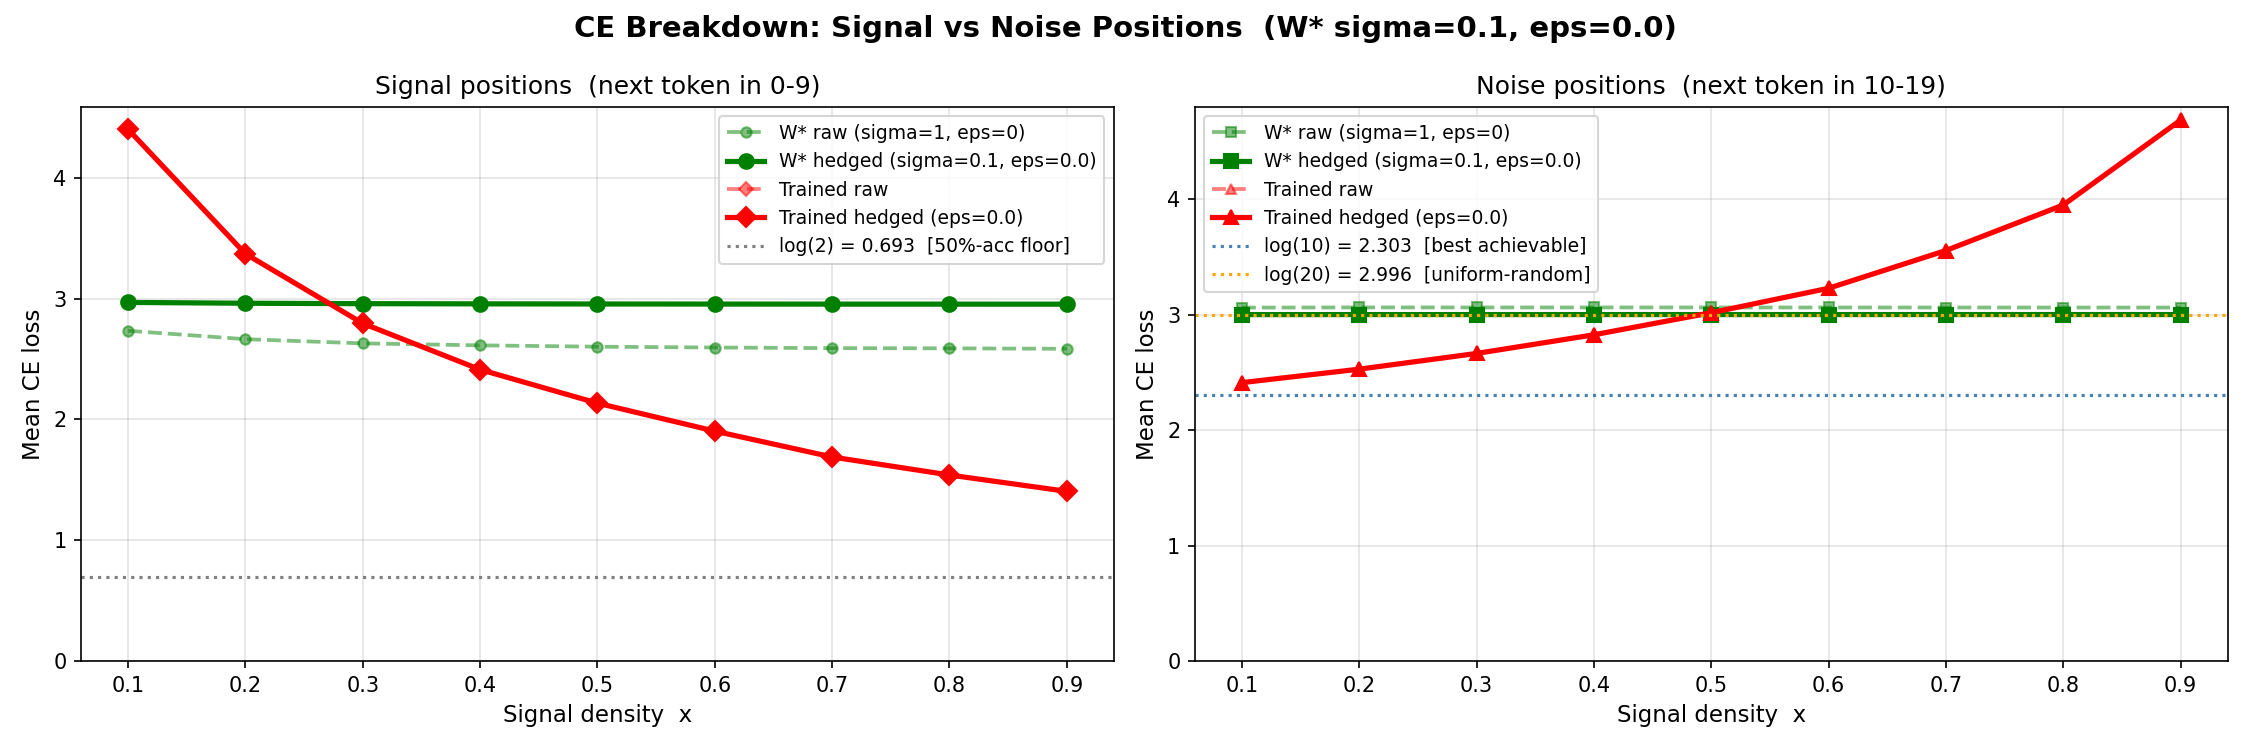 CE Breakdown: Signal vs Noise Positions  (W* sigma=0.1, eps=0.0)
Signal positions  (next token in 0-9)
Mean CE loss
4
3
2
1
0
W* raw (sigma=1, eps=0)
W* hedged (sigma=0.1, eps=0.0)
Trained raw
Trained hedged (eps=0.0)
log(2) = 0.693  [50%-acc floor]
0.1 0.2 0.3 0.4 0.5 0.6 0.7 0.8 0.9
Signal density  x
Noise positions  (next token in 10-19)
Mean CE loss
4
3
2
1
0
W* raw (sigma=1, eps=0)
W* hedged (sigma=0.1, eps=0.0)
Trained raw
Trained hedged (eps=0.0)
log(10) = 2.303  [best achievable]
log(20) = 2.996  [uniform-random]
0.1 0.2 0.3 0.4 0.5 0.6 0.7 0.8 0.9
Signal density  x